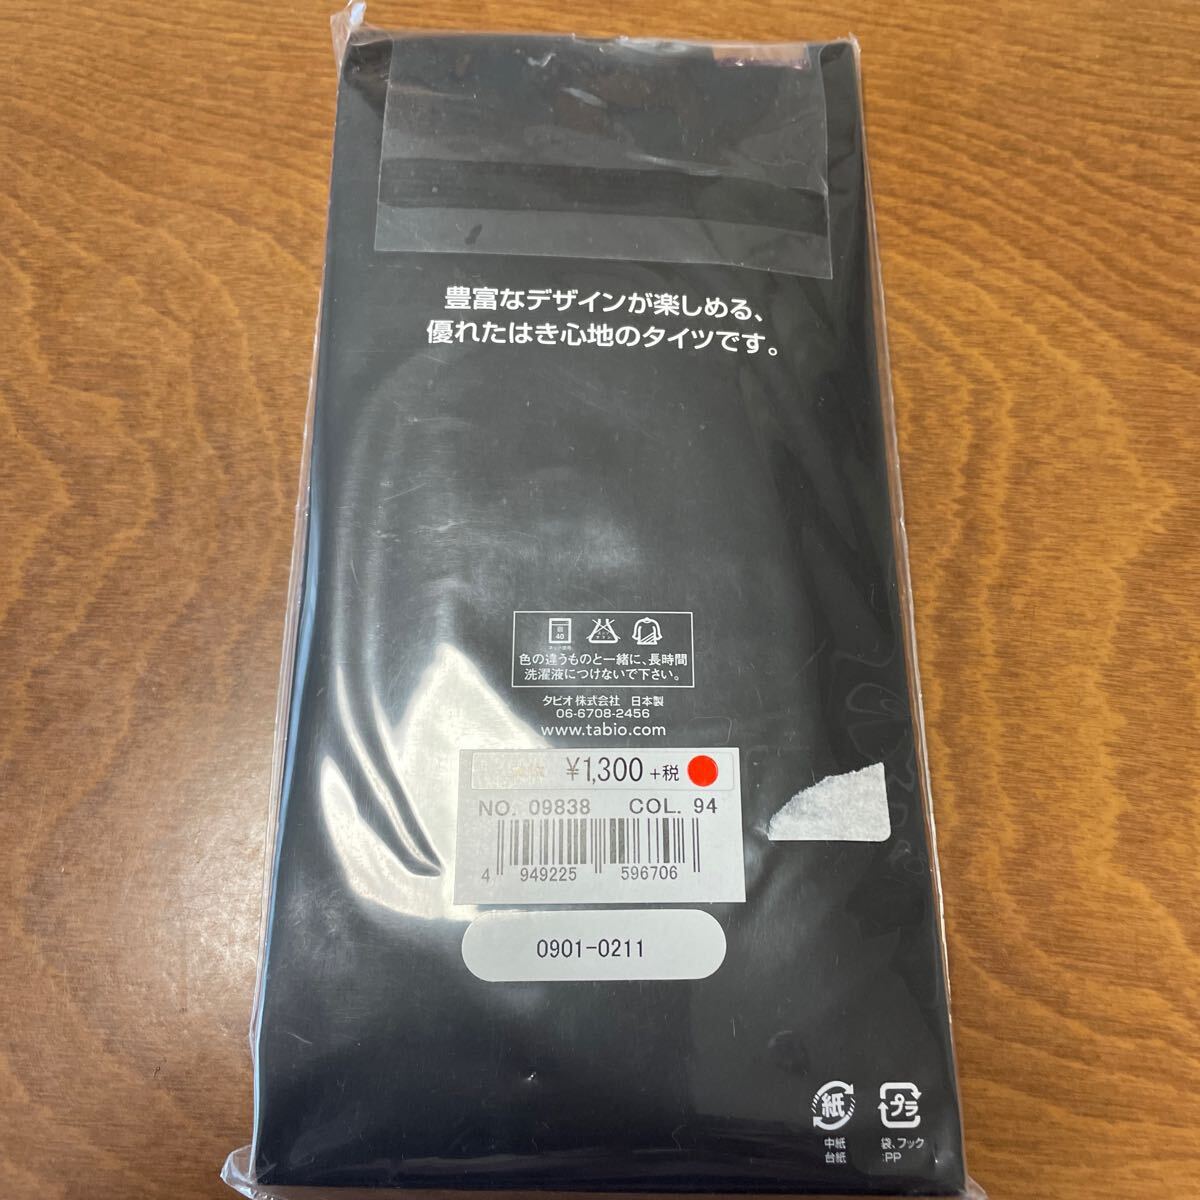 豊富なデザインが楽しめる、
優れたはき心地のタイツです。
40
色の違うものと一緒に、長時間
洗濯液につけないで下さい。
タビオ株式会社 日本製
06-6708-2456
www.tabio.com
¥1,300+税
NO. 09838 COL. 94
4 949225 596706
0901-0211
紙 プラ
中紙 袋、フック
台紙 :PP